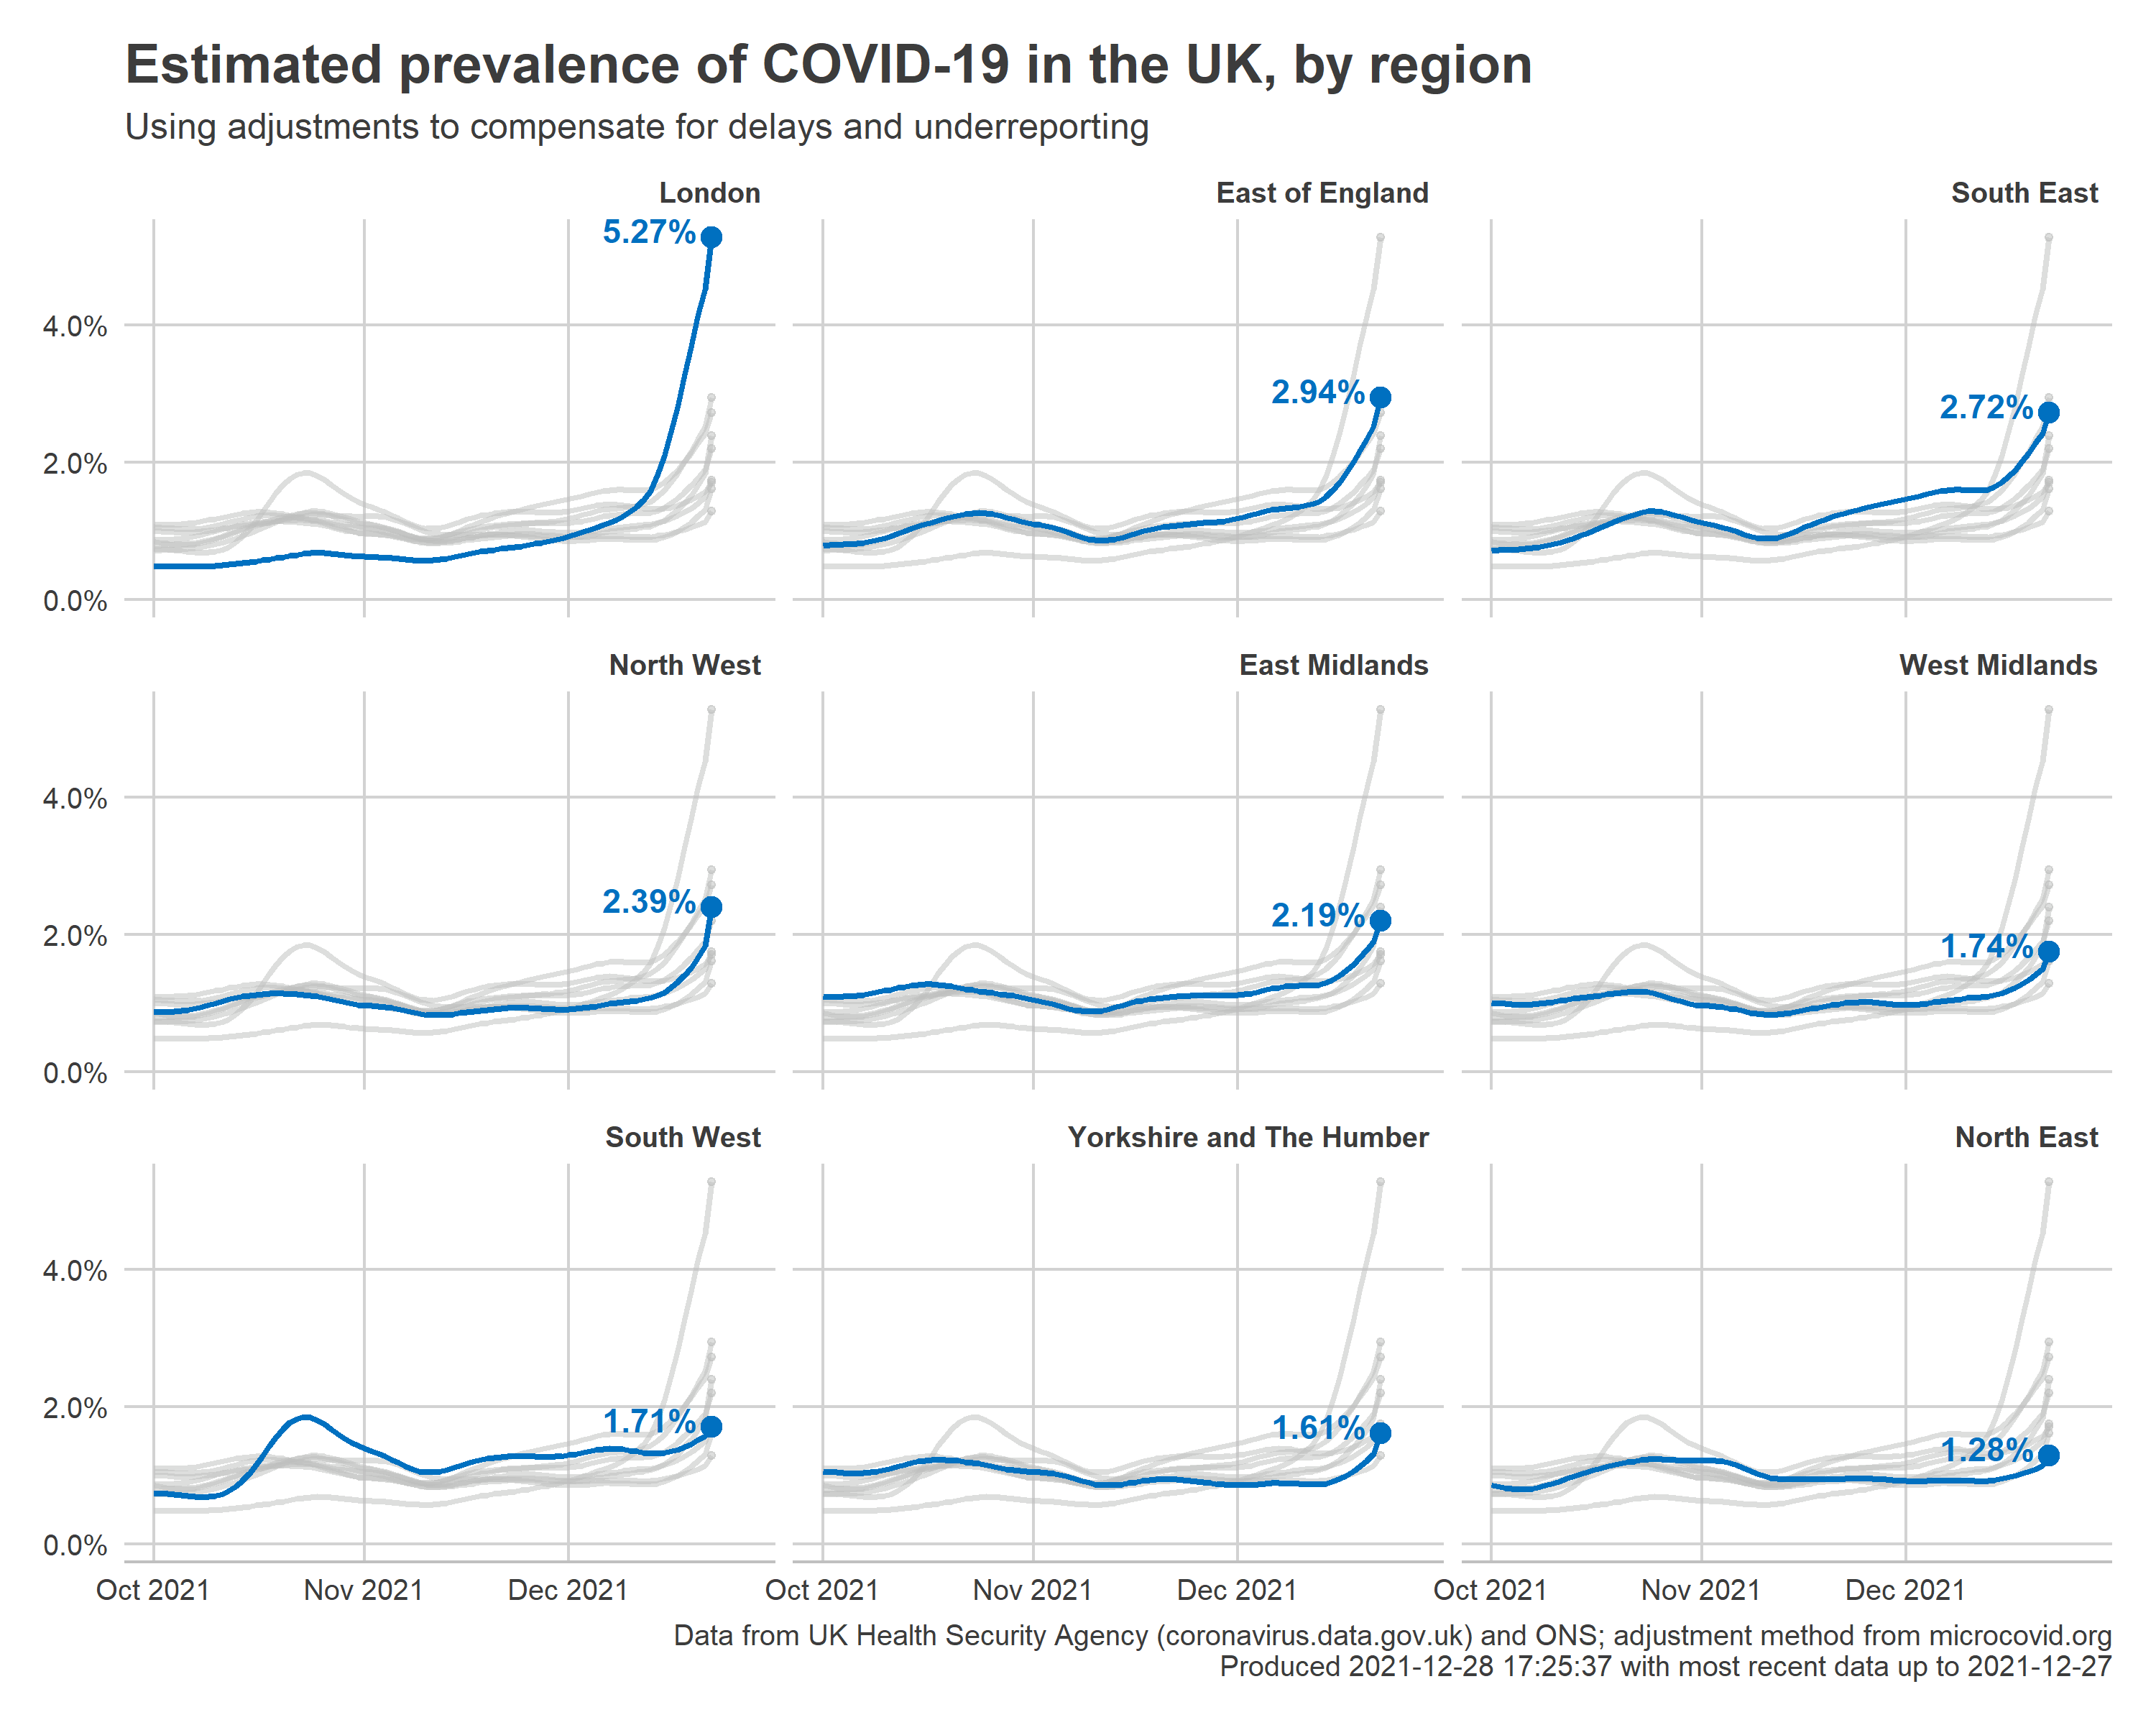 Estimated prevalence of COVID-19 in the UK, by region
Using adjustments to compensate for delays and underreporting
London
East of England
South East
5.27%
2.94%
2.72%
4.0%
2.0%
0.0%
North West
East Midlands
West Midlands
2.39%
2.19%
1.74%
4.0%
2.0%
0.0%
South West
Yorkshire and The Humber
North East
1.71%
1.61%
1.28%
4.0%
2.0%
0.0%
Oct 2021 Nov 2021 Dec 2021
Oct 2021 Nov 2021 Dec 2021
Oct 2021 Nov 2021 Dec 2021
Data from UK Health Security Agency (coronavirus.data.gov.uk) and ONS; adjustment method from microcovid.org
Produced 2021-12-28 17:25:37 with most recent data up to 2021-12-27